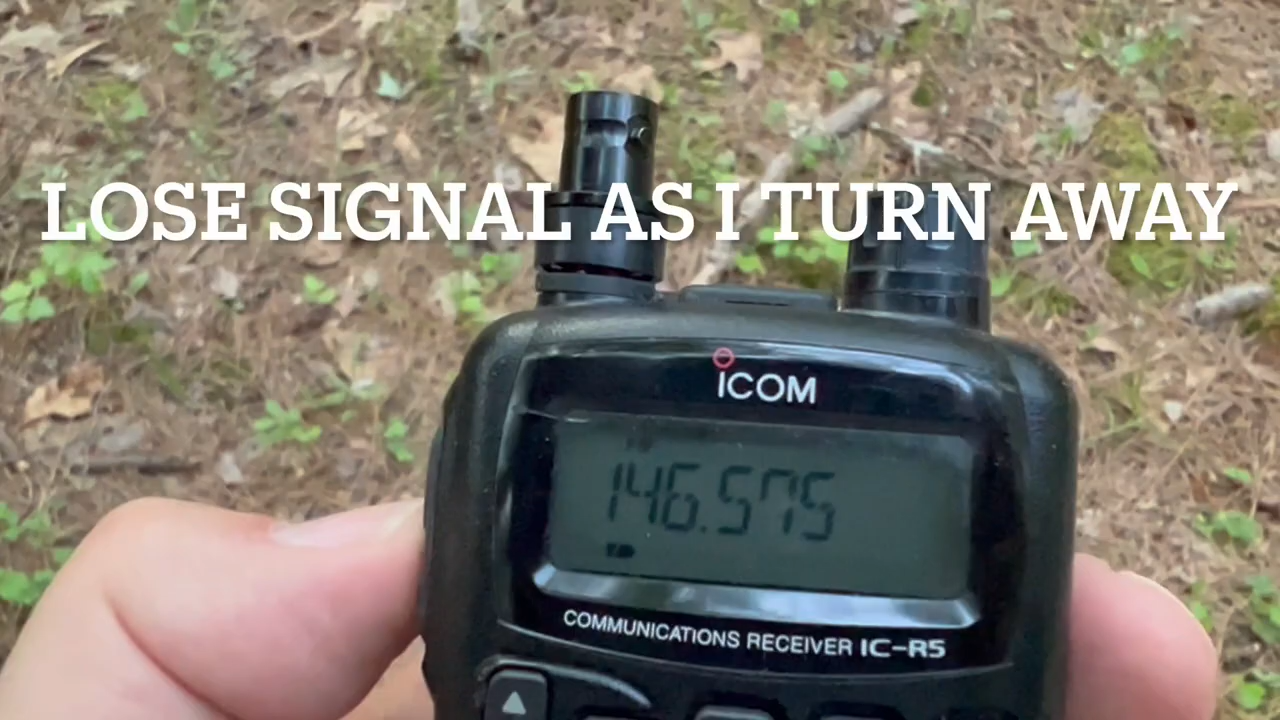 LOSE SIGNAL AS I TURN AWAY
ICOM
146.575
COMMUNICATIONS RECEIVER IC-R5